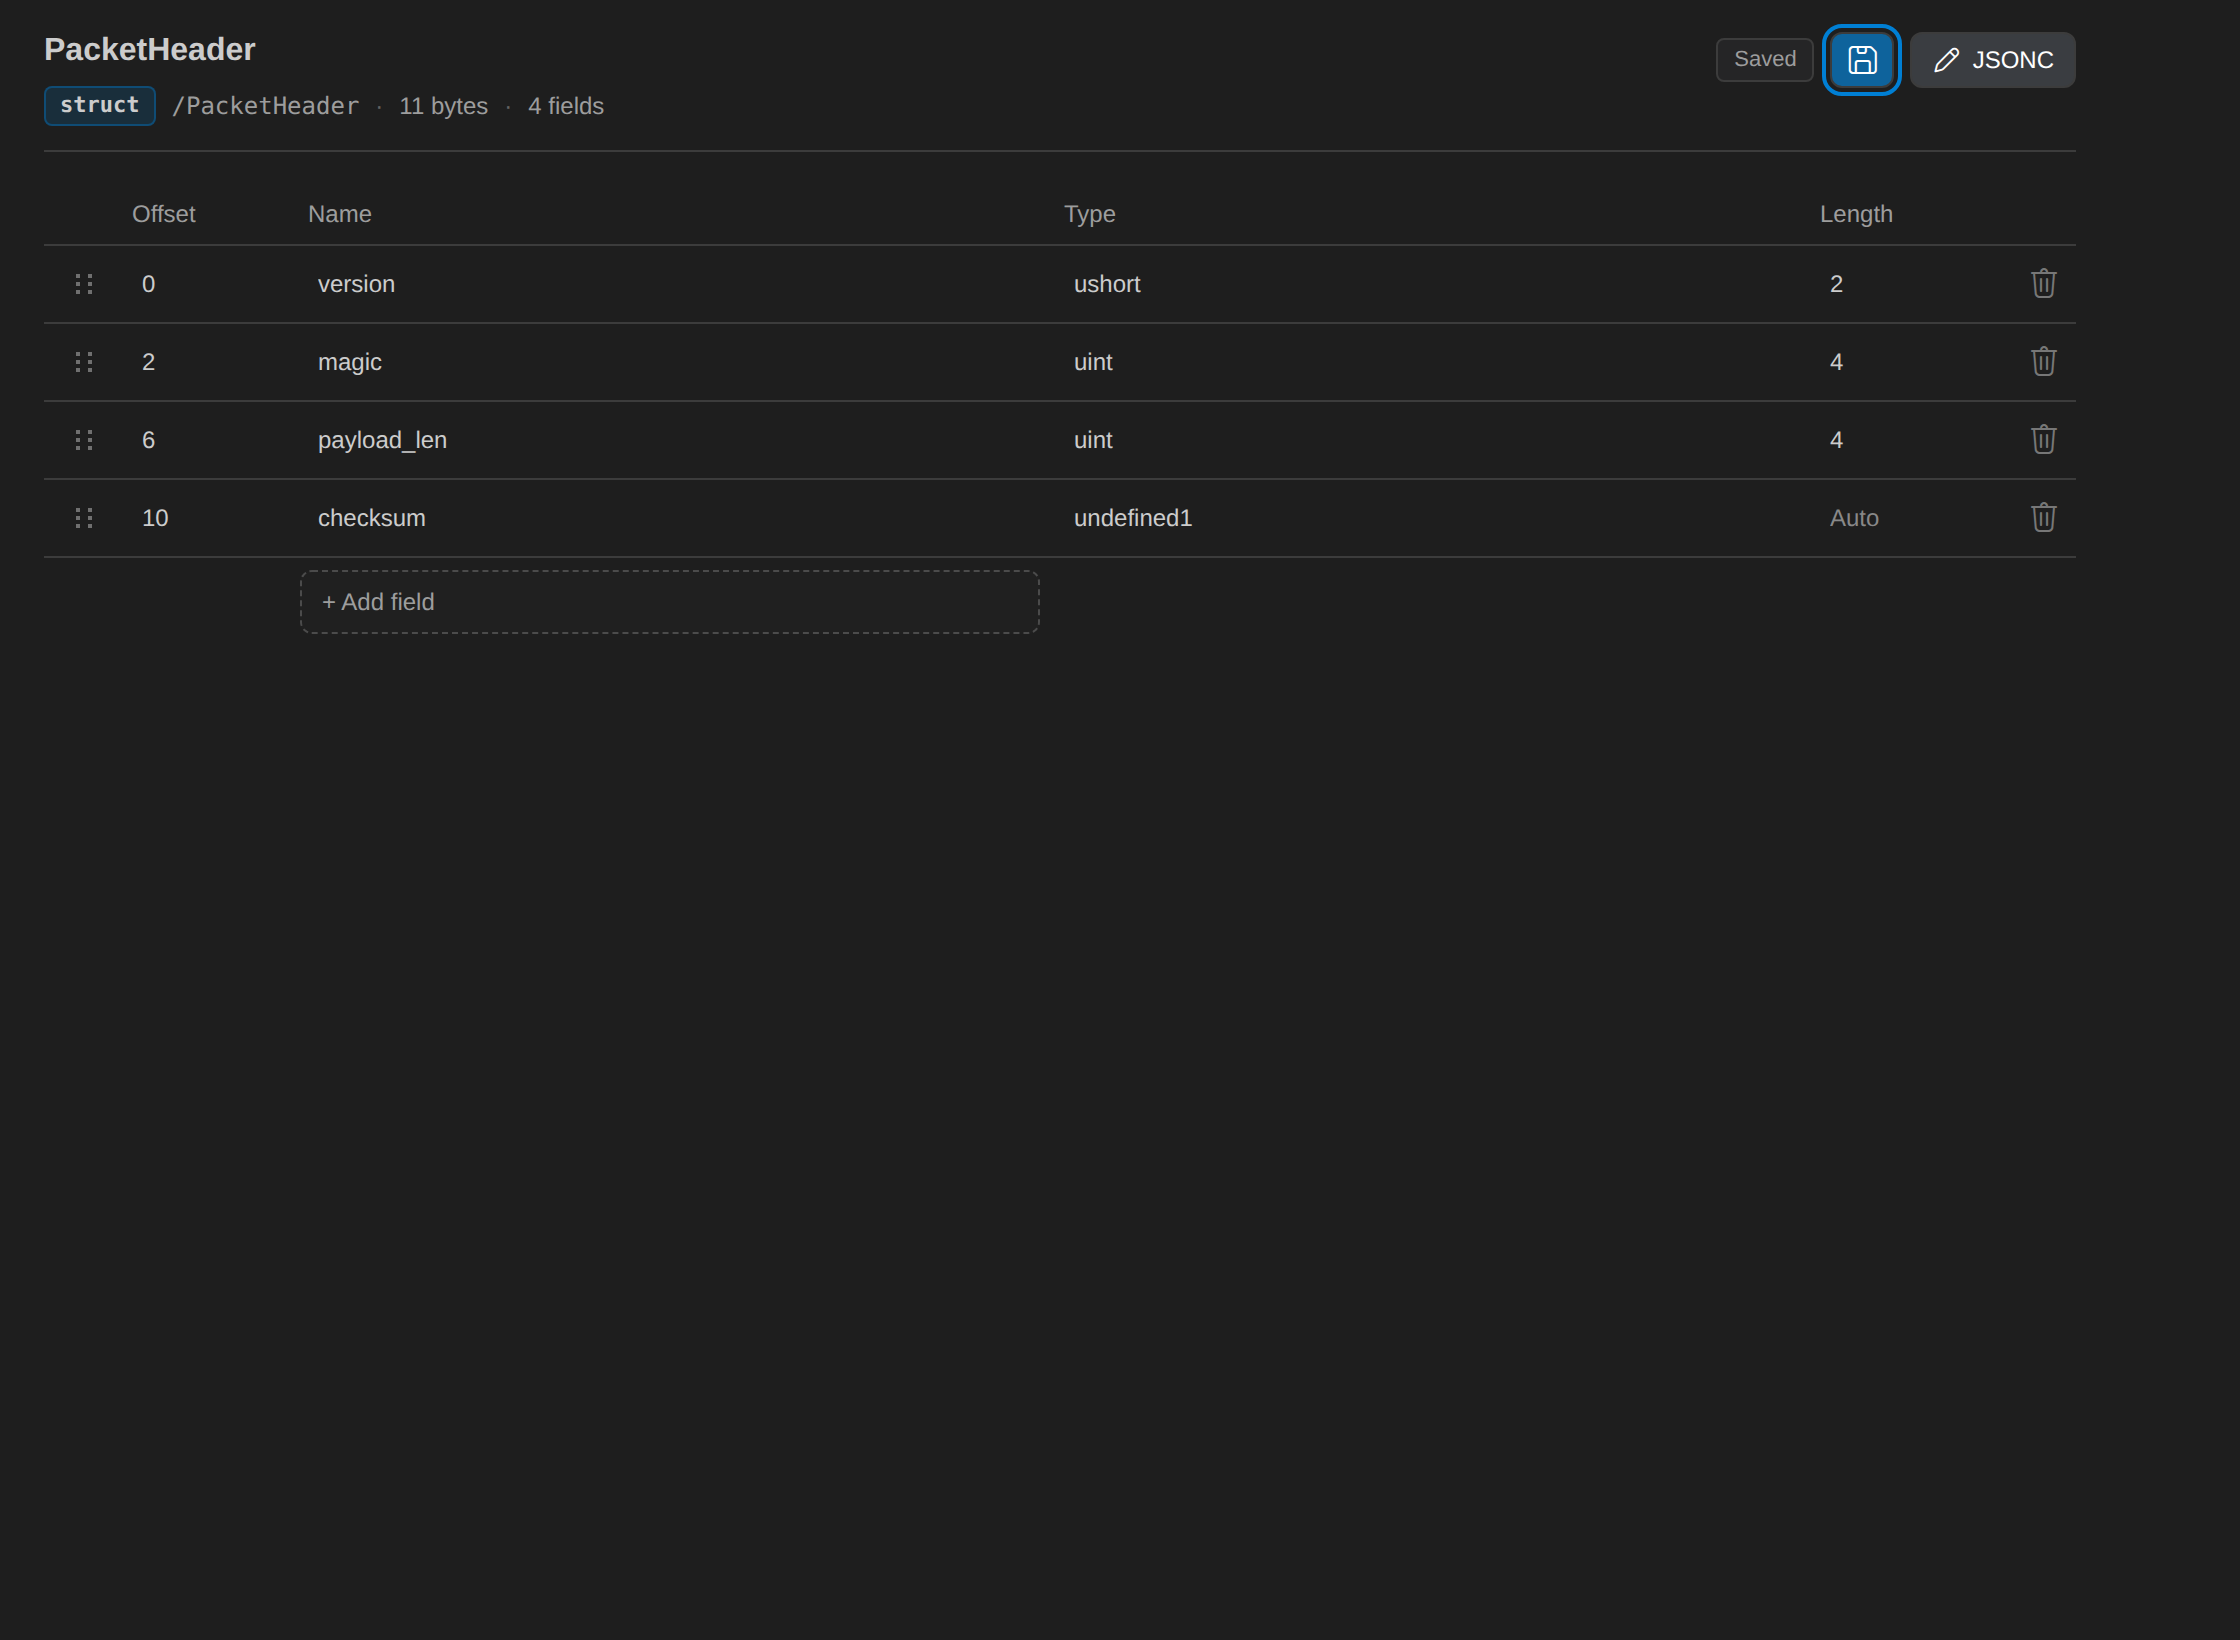 PacketHeader
Saved
JSONC
struct /PacketHeader · 11 bytes · 4 fields
Offset Name Type Length
0 version ushort 2
2 magic uint 4
6 payload_len uint 4
10 checksum undefined1 Auto
+ Add field